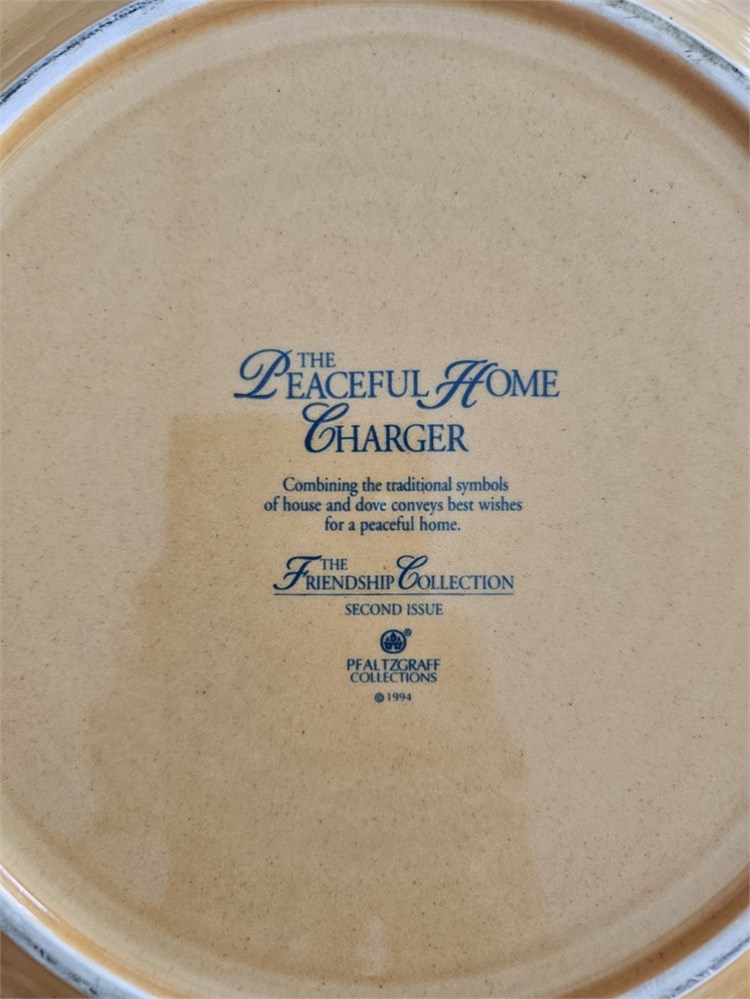 THE
PEACEFUL HOME
CHARGER
Combining the traditional symbols
of house and dove conveys best wishes
for a peaceful home.
THE
FRIENDSHIP COLLECTION
SECOND ISSUE
®
PFALTZGRAFF
COLLECTIONS
© 1994